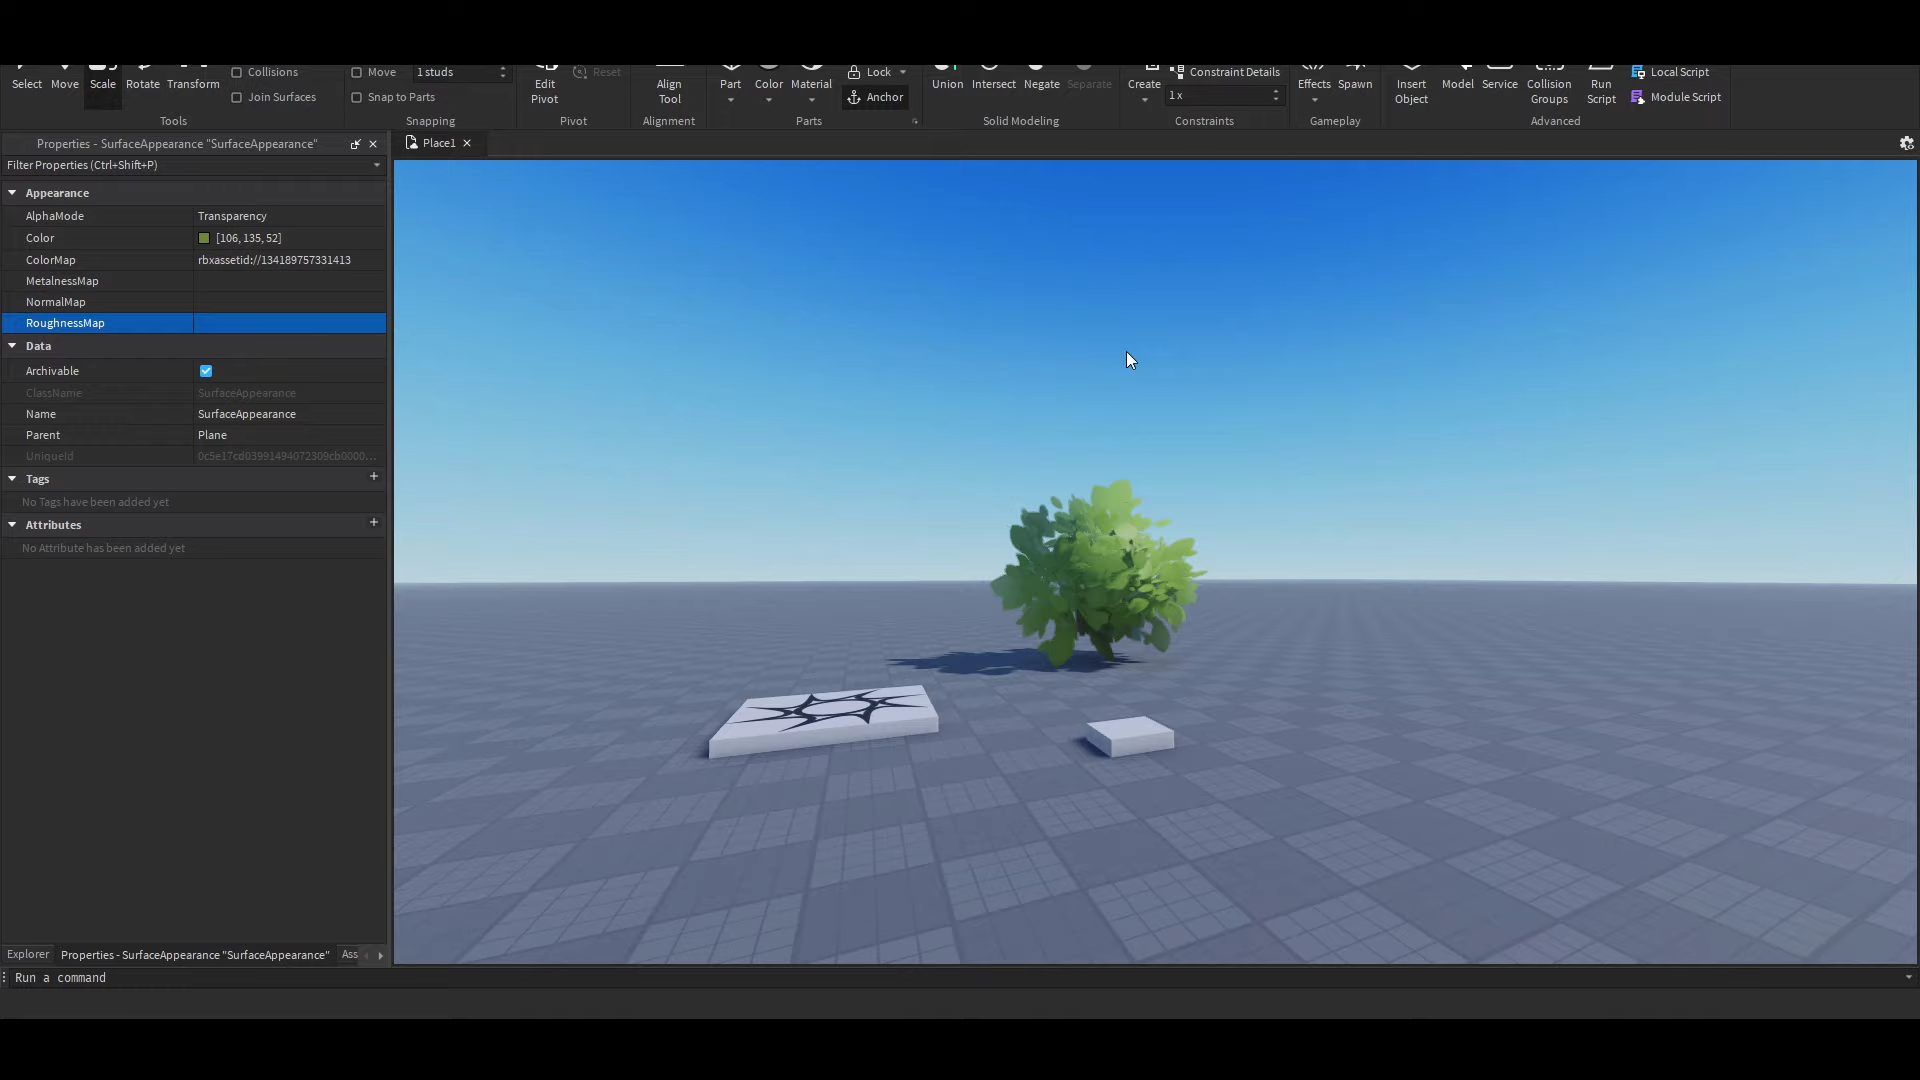 Select Move Scale Rotate Transform
Collisions
Join Surfaces
Move 1 studs
Snap to Parts
Edit
Pivot
Reset
Align
Tool
Part Color Material
Lock
Anchor
Union Intersect Negate Separate
Create
Constraint Details
1 x
Effects Spawn
Insert
Object
Model Service
Collision
Groups
Run
Script
Local Script
Module Script
Tools Snapping Pivot Alignment Parts Solid Modeling Constraints Gameplay Advanced
Properties - SurfaceAppearance "SurfaceAppearance"
Place1
Filter Properties (Ctrl+Shift+P)
Appearance
AlphaMode Transparency
Color [106, 135, 52]
ColorMap rbxassetid://134189757331413
MetalnessMap
NormalMap
RoughnessMap
Data
Archivable
ClassName SurfaceAppearance
Name SurfaceAppearance
Parent Plane
UniqueId 0c5e17cd03991494072309cb0000...
Tags
No Tags have been added yet
Attributes
No Attribute has been added yet
Explorer Properties - SurfaceAppearance "SurfaceAppearance" Ass
Run a command